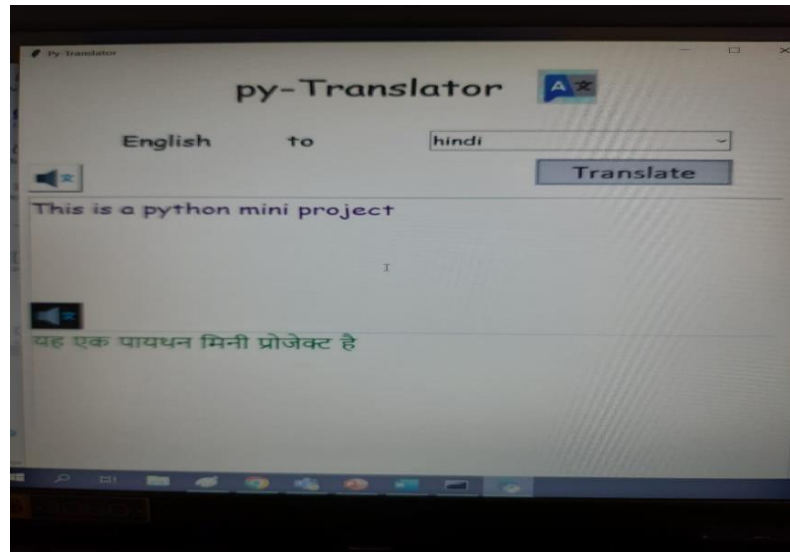 Py-Translator
py-Translator
English to hindi
Translate
This is a python mini project
यह एक पायथन मिनी प्रोजेक्ट है